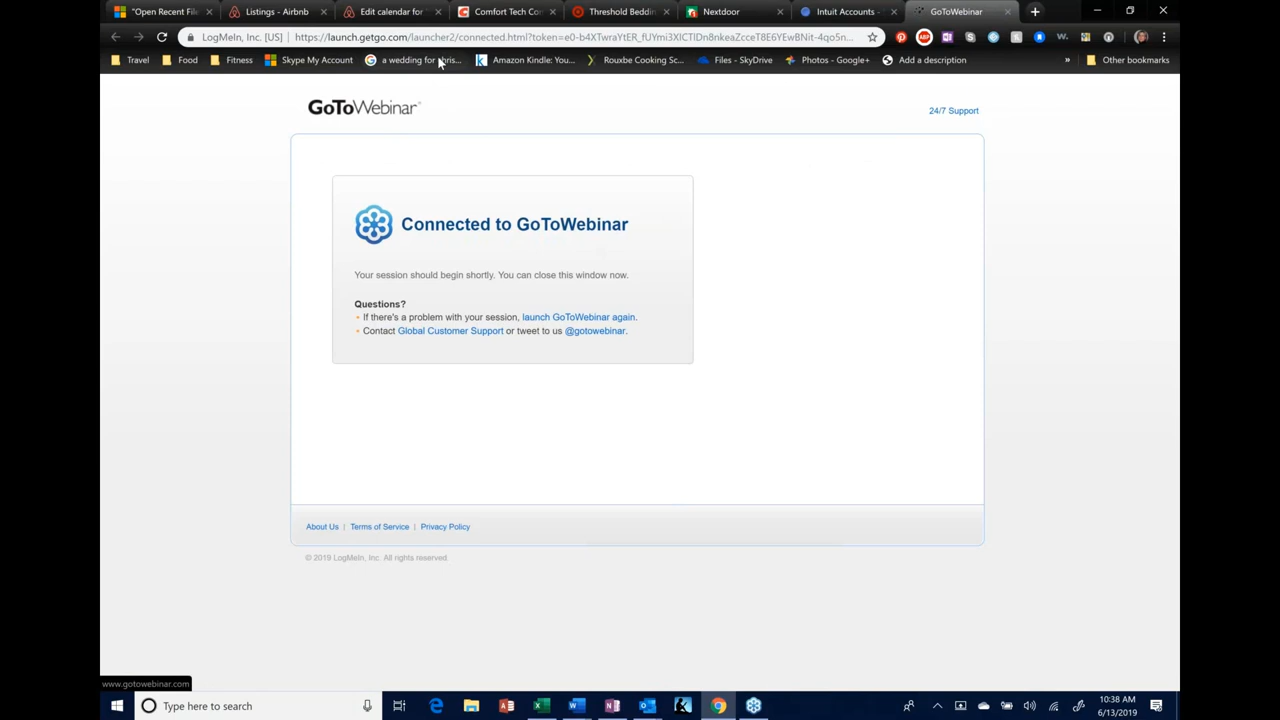 "Open Recent File
Listings - Airbnb
Edit calendar for
Comfort Tech Co
Threshold Beddin
Nextdoor
Intuit Accounts -
GoToWebinar
LogMeIn, Inc. [US]
Travel
Food
Fitness
Skype My Account
a wedding for chris...
Amazon Kindle: You...
Rouxbe Cooking Sc...
Files - SkyDrive
Photos - Google+
Add a description
»
Other bookmarks
GoToWebinar
24/7 Support
Connected to GoToWebinar
Your session should begin shortly. You can close this window now.
Questions?
If there's a problem with your session, launch GoToWebinar again.
Contact Global Customer Support or tweet to us @gotowebinar.
About Us | Terms of Service | Privacy Policy
© 2019 LogMeIn, Inc. All rights reserved.
www.gotowebinar.com
Type here to search
10:38 AM
6/13/2019